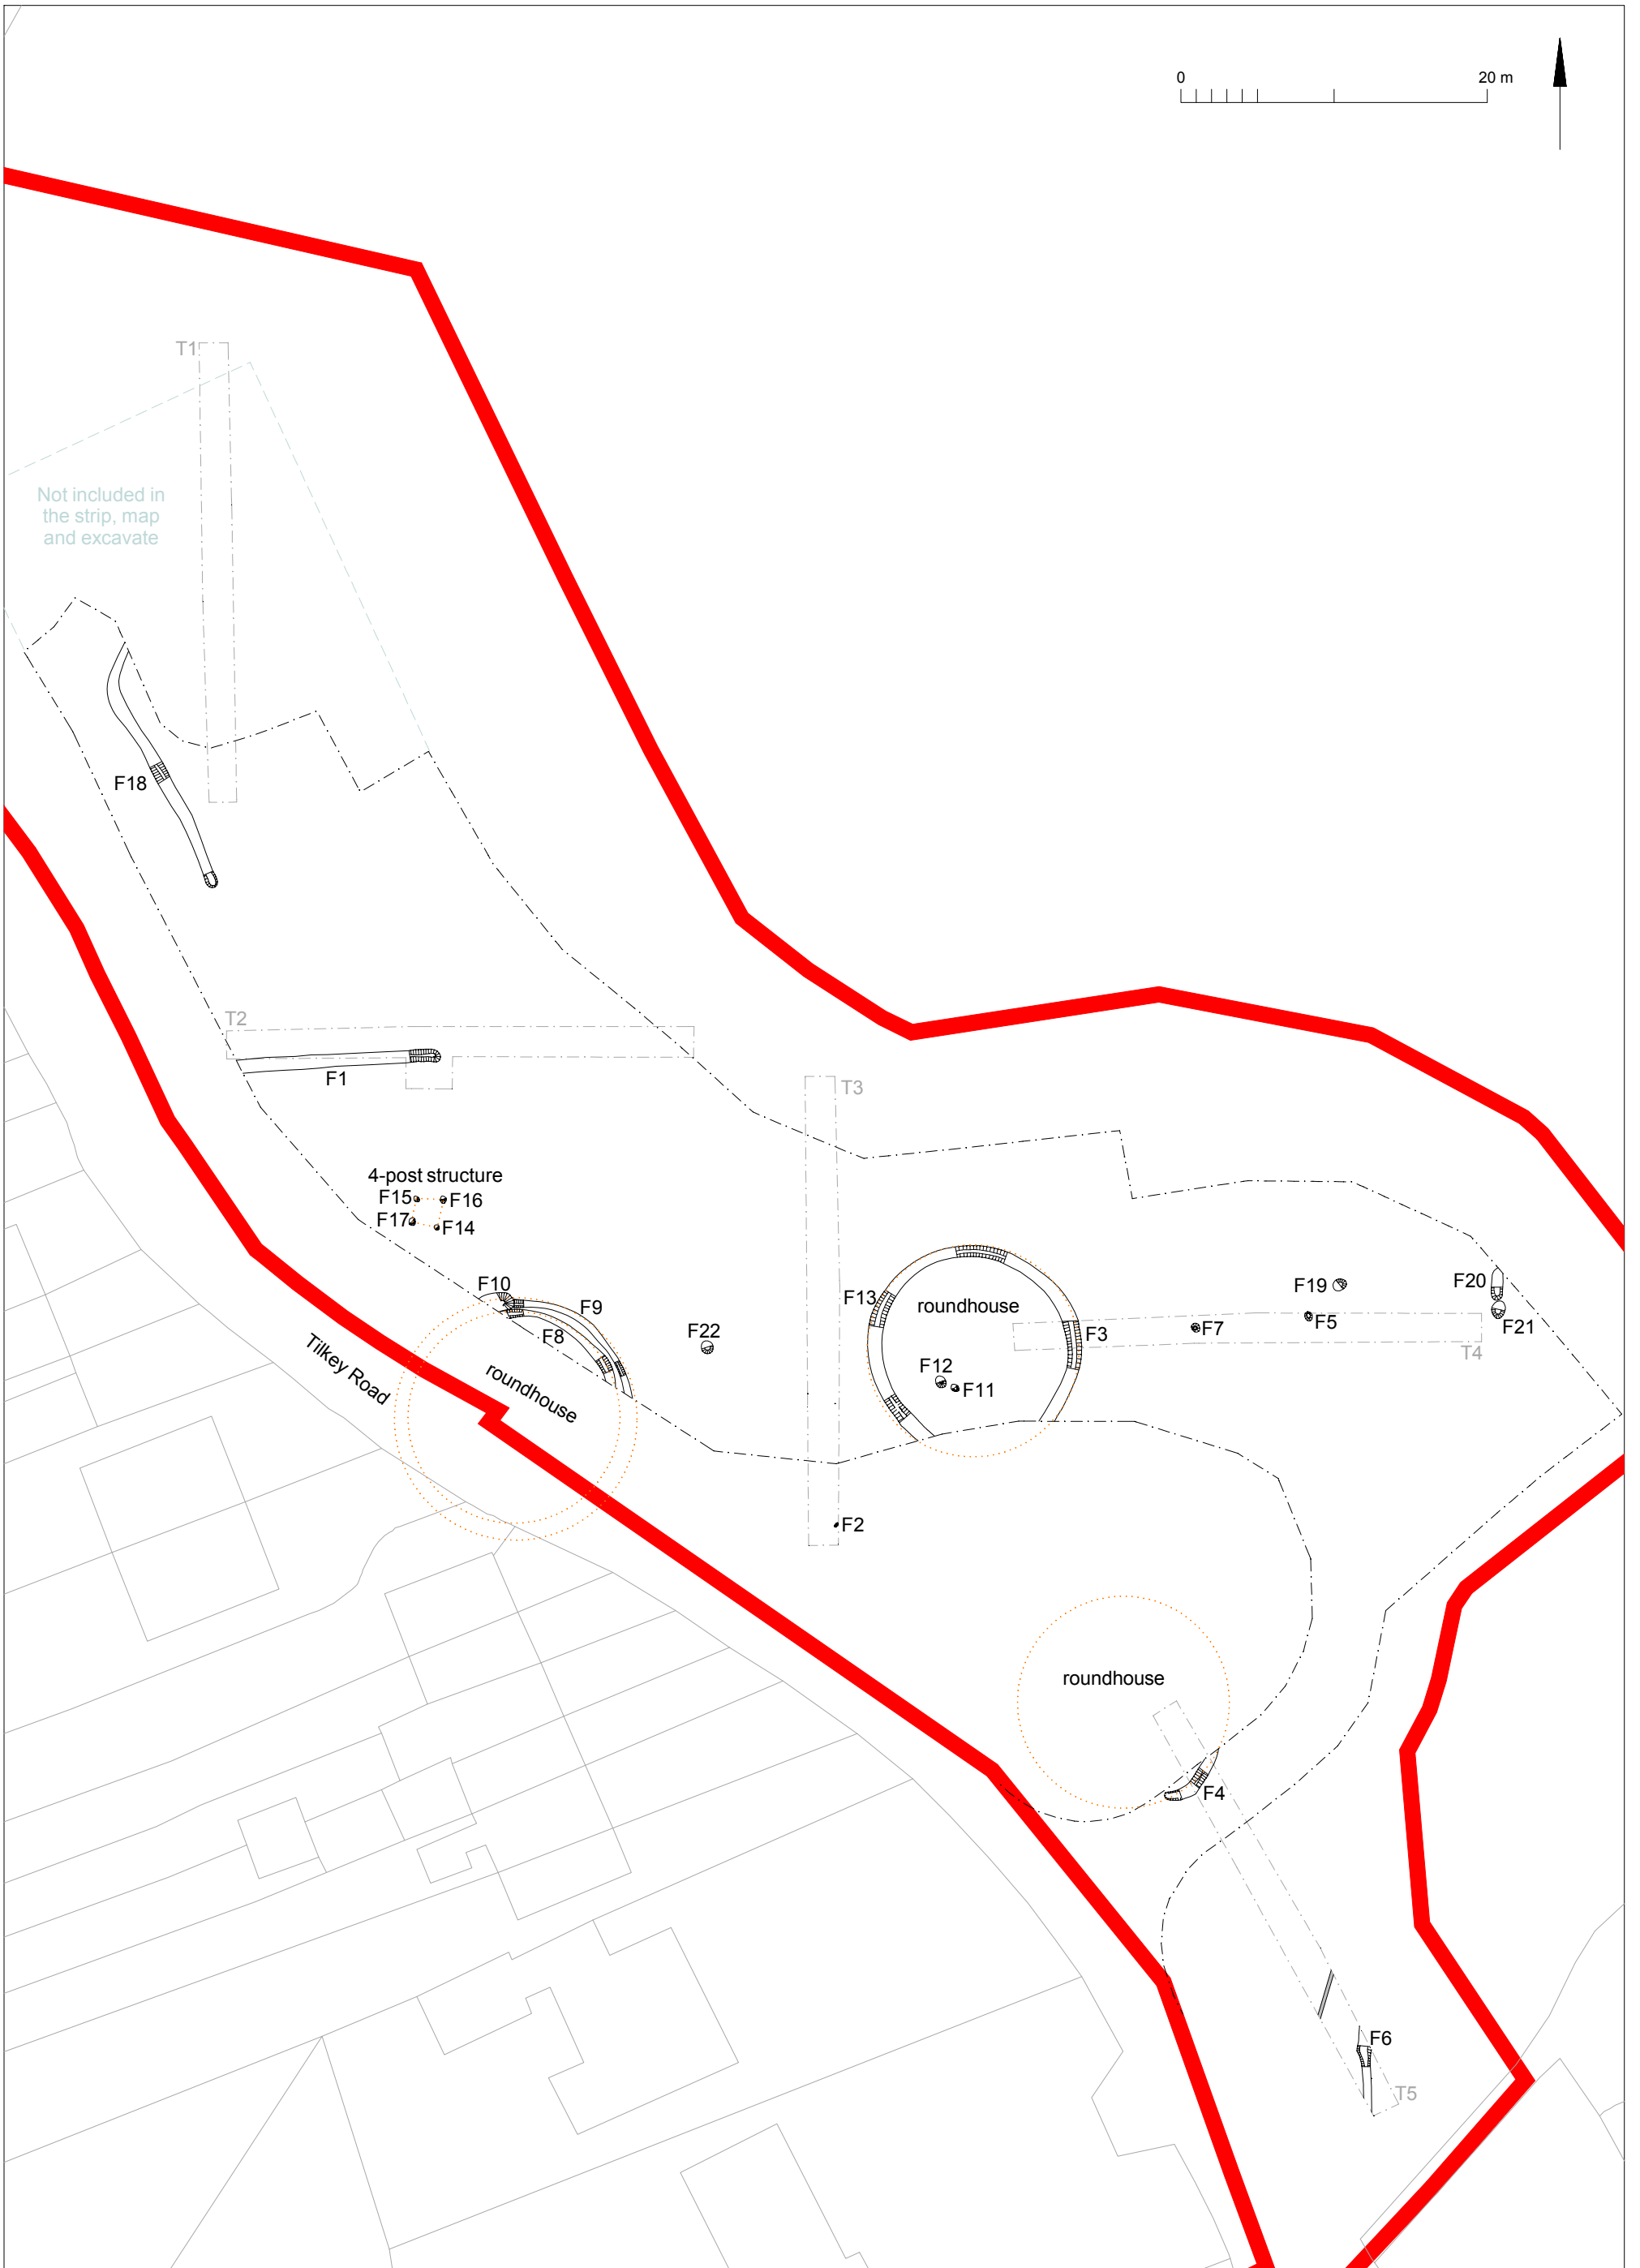 0 20 m
T1
Not included in
the strip, map
and excavate
F18
T2
F1
T3
4-post structure
F15 F16
F17 F14
F10 F9
F8
F22
Tilkey Road
roundhouse
F13 roundhouse F3
F12
F11
F19 F20
F7 F5 F21
T4
F2
roundhouse
F4
F6
T5